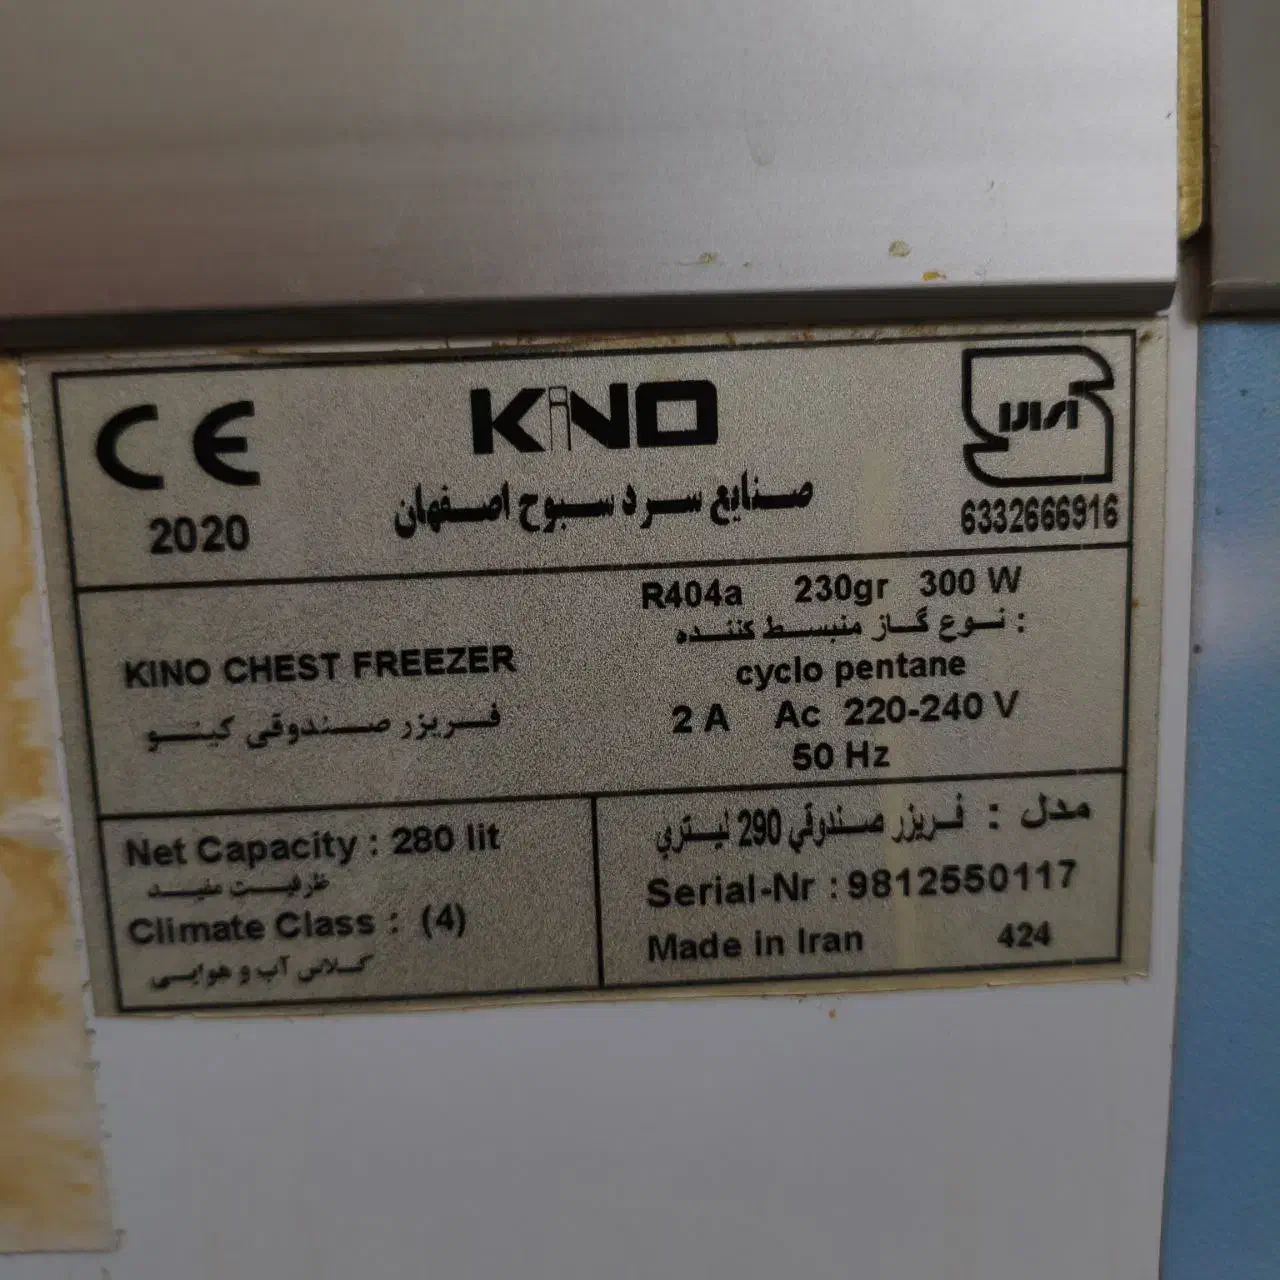 CE
2020
KINO
صنایع سرد سبوح اصفهان
ایران
6332666916
KINO CHEST FREEZER
فریزر صندوقی کینو
R404a 230gr 300 W
نوع گاز منبسط کننده :
cyclo pentane
2 A Ac 220-240 V
50 Hz
Net Capacity : 280 lit
ظرفیت مفید
Climate Class : (4)
کلاس آب و هوایی
مدل : فریزر صندوقي 290 لیتري
Serial-Nr : 9812550117
Made in Iran 424